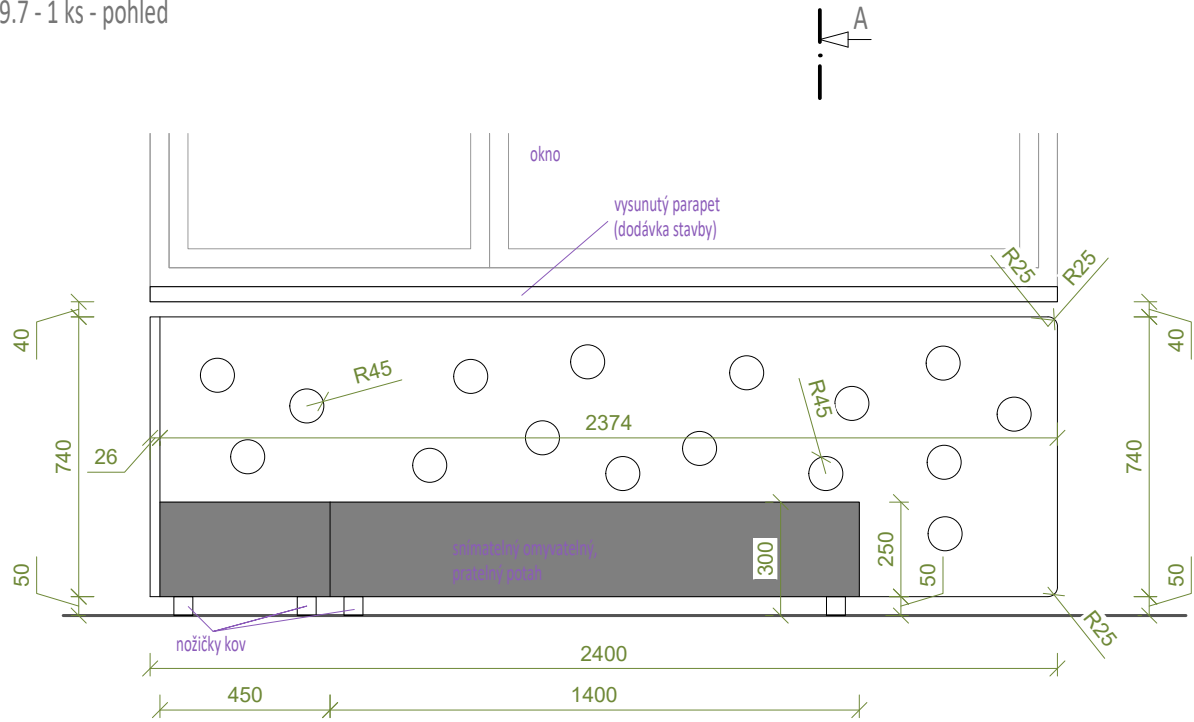 9.7 - 1 ks - pohled
A
okno
vysunutý parapet
(dodávka stavby)
R25
R25
40
40
R45
R45
2374
740
26
740
snímatelný omyvatelný,
pratelný potah
300
250
50
50
50
nožičky kov
R25
2400
450
1400